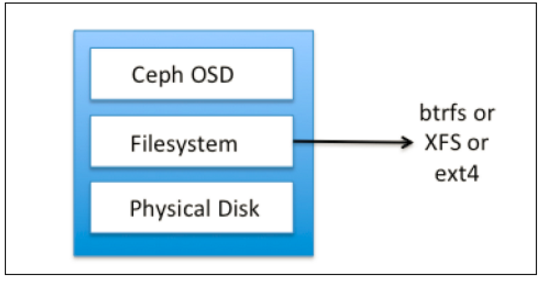 Ceph OSD
Filesystem
Physical Disk
btrfs or
XFS or
ext4